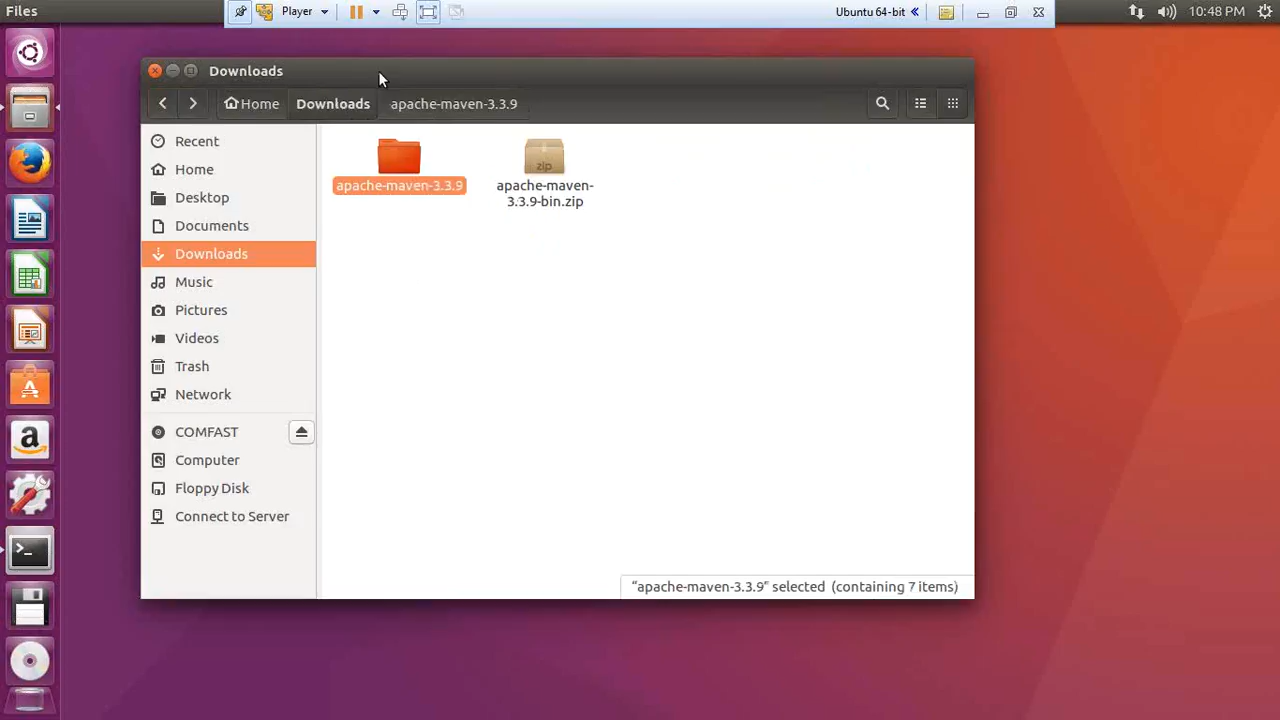 Files
Player
Ubuntu 64-bit
10:48 PM
Downloads
Home
Downloads
apache-maven-3.3.9
Recent
Home
Desktop
Documents
Downloads
Music
Pictures
Videos
Trash
Network
COMFAST
Computer
Floppy Disk
Connect to Server
apache-maven-3.3.9
zip
apache-maven-
3.3.9-bin.zip
“apache-maven-3.3.9” selected (containing 7 items)